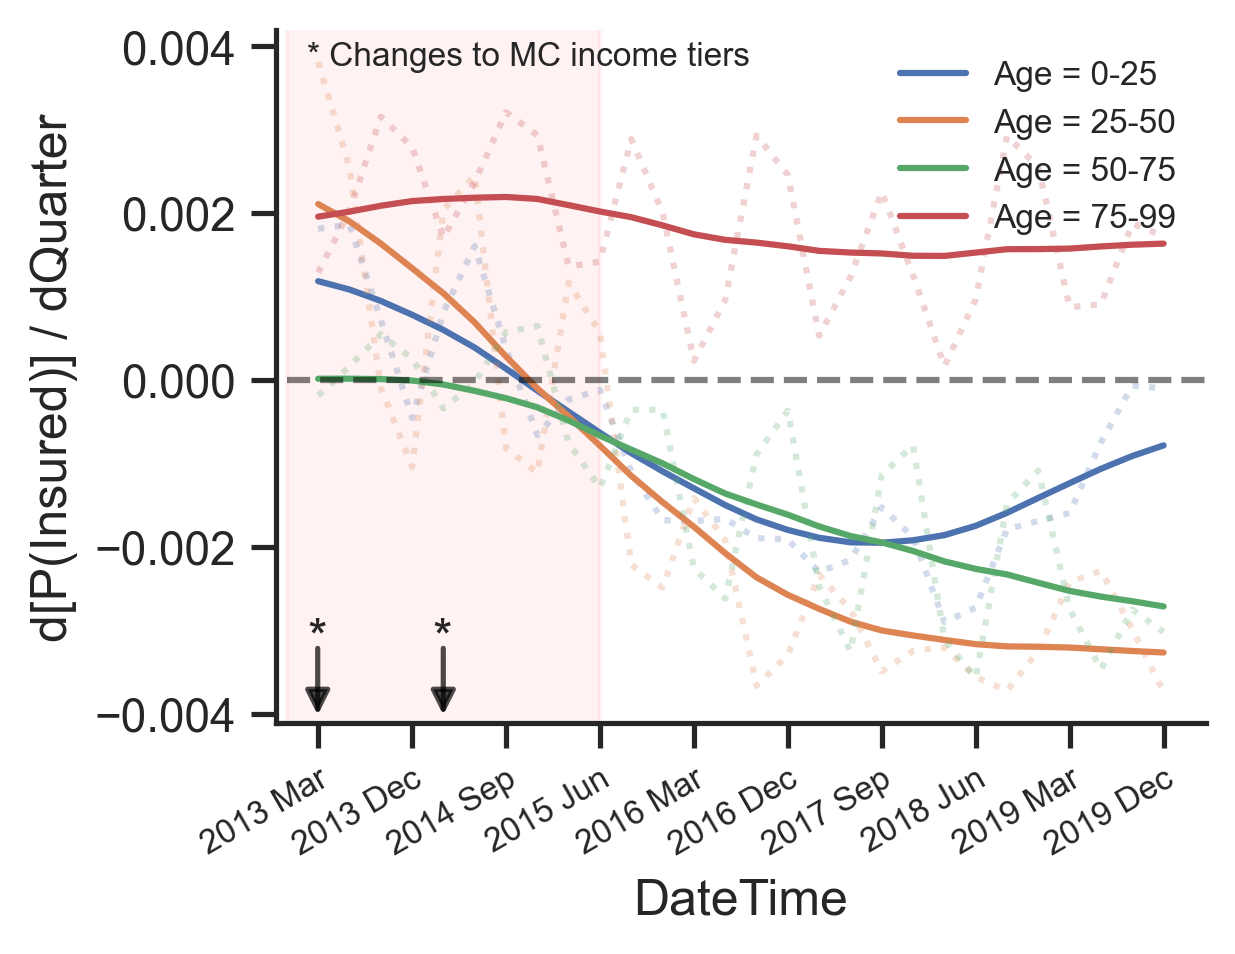 * Changes to MC income tiers
Age = 0-25
Age = 25-50
Age = 50-75
Age = 75-99
d[P(Insured)] / dQuarter
0.004
0.002
0.000
−0.002
−0.004
* *
2013 Mar
2013 Dec
2014 Sep
2015 Jun
2016 Mar
2016 Dec
2017 Sep
2018 Jun
2019 Mar
2019 Dec
DateTime